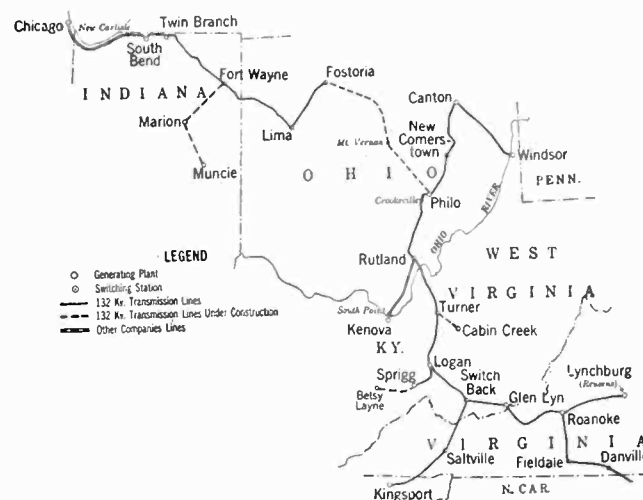 Chicago
New Carlisle
Twin Branch
South
Bend
Fort Wayne
Fostoria
INDIANA
Canton
Marion
Lima
Mt. Vernon
New
Comers-
town
Windsor
Muncie
OHIO
PENN.
Crooksville
Philo
OHIO
RIVER
LEGEND
Generating Plant
Switching Station
132 Kv. Transmission Lines
132 Kv. Transmission Lines Under Construction
Other Companies Lines
Rutland
WEST
VIRGINIA
South Point
Turner
Kenova
Cabin Creek
KY.
Logan
Sprigg
Switch
Back
Lynchburg
(Reusens)
Betsy
Layne
Glen Lyn
Roanoke
VIRGINIA
Saltville
Fieldale
Danville
Kingsport
N. CAR.